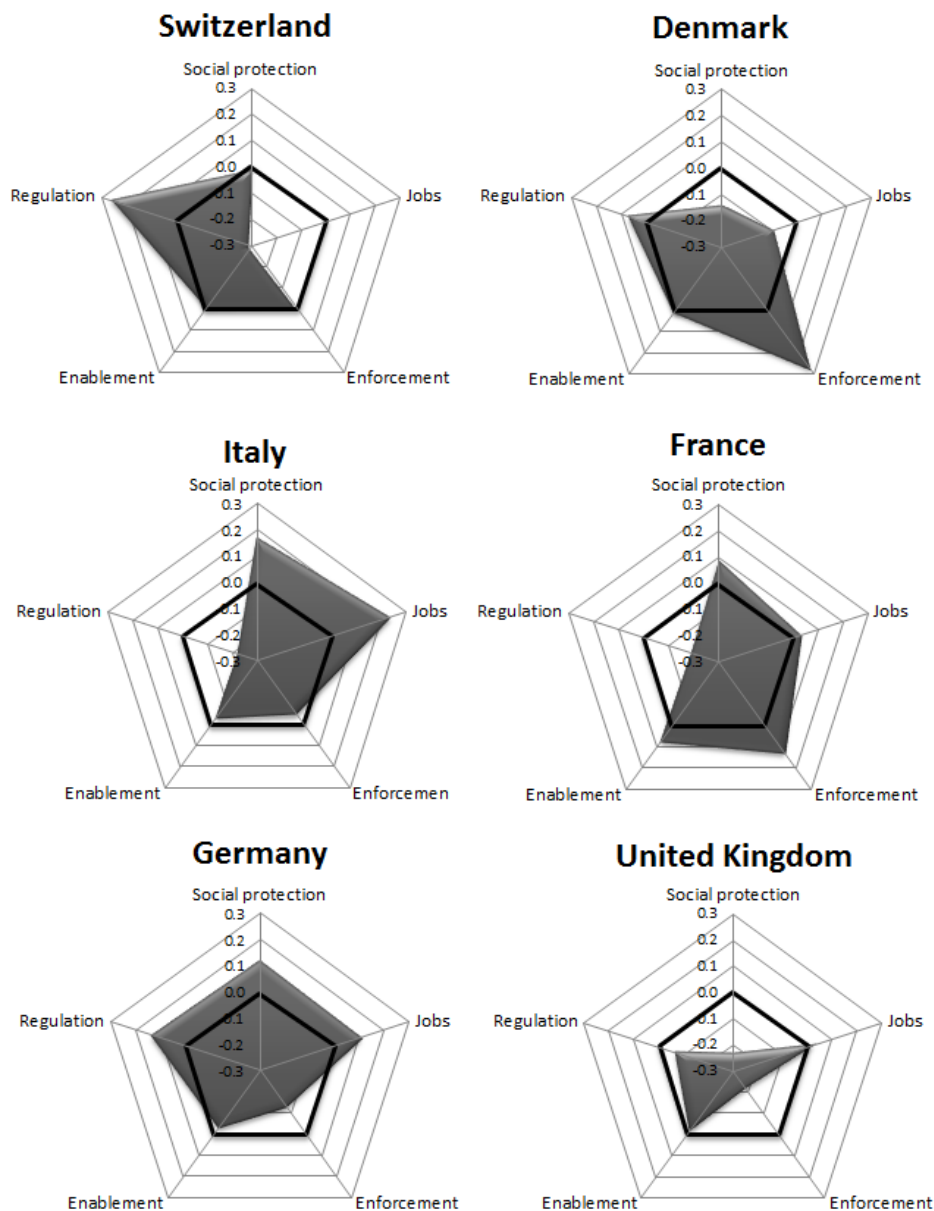 Switzerland
Social protection
0.3
0.2
0.1
0.0
-0.1
-0.2
-0.3
Regulation
Jobs
Enablement
Enforcement
Denmark
Social protection
0.3
0.2
0.1
0.0
-0.1
-0.2
-0.3
Regulation
Jobs
Enablement
Enforcement
Italy
Social protection
0.3
0.2
0.1
0.0
-0.1
-0.2
-0.3
Regulation
Jobs
Enablement
Enforcemen
France
Social protection
0.3
0.2
0.1
0.0
-0.1
-0.2
-0.3
Regulation
Jobs
Enablement
Enforcement
Germany
Social protection
0.3
0.2
0.1
0.0
-0.1
-0.2
-0.3
Regulation
Jobs
Enablement
Enforcement
United Kingdom
Social protection
0.3
0.2
0.1
0.0
-0.1
-0.2
-0.3
Regulation
Jobs
Enablement
Enforcement